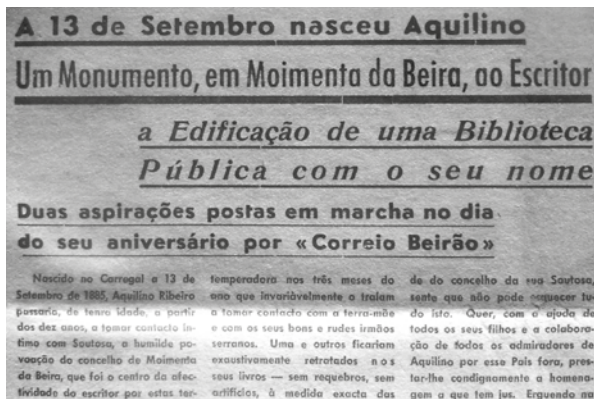 A 13 de Setembro nasceu Aquilino
Um Monumento, em Moimenta da Beira, ao Escritor
a Edificação de uma Biblioteca
Pública com o seu nome
Duas aspirações postas em marcha no dia
do seu aniversário por «Correio Beirão»
Nascido no Carregal a 13 de
Setembro de 1885, Aquilino Ribeiro
passaria, de tenra idade, a partir
dos dez anos, a tomar contacto ín-
timo com Soutosa, a humilde po-
voação do concelho de Moimenta
da Beira, que foi o centro da afec-
tividade do escritor por estas ter-
temporadora nos três meses do
ano que invariàvelmente o traiam
a tomar contacto com a terra-mãe
e com os seus bons e rudes irmãos
serranos. Uma e outros ficariam
exaustivamente retratados nos
seus livros — sem requebros, sem
artifícios, à medida exacta das
de do concelho da sua Soutosa,
sente que não pode esquecer tu-
do isto. Quer, com a ajuda de
todos os seus filhos e a colabora-
ção de todos os admiradores de
Aquilino por esse País fora, pres-
tar-lhe condignamente a homena-
gem a que tem jus. Erguendo na